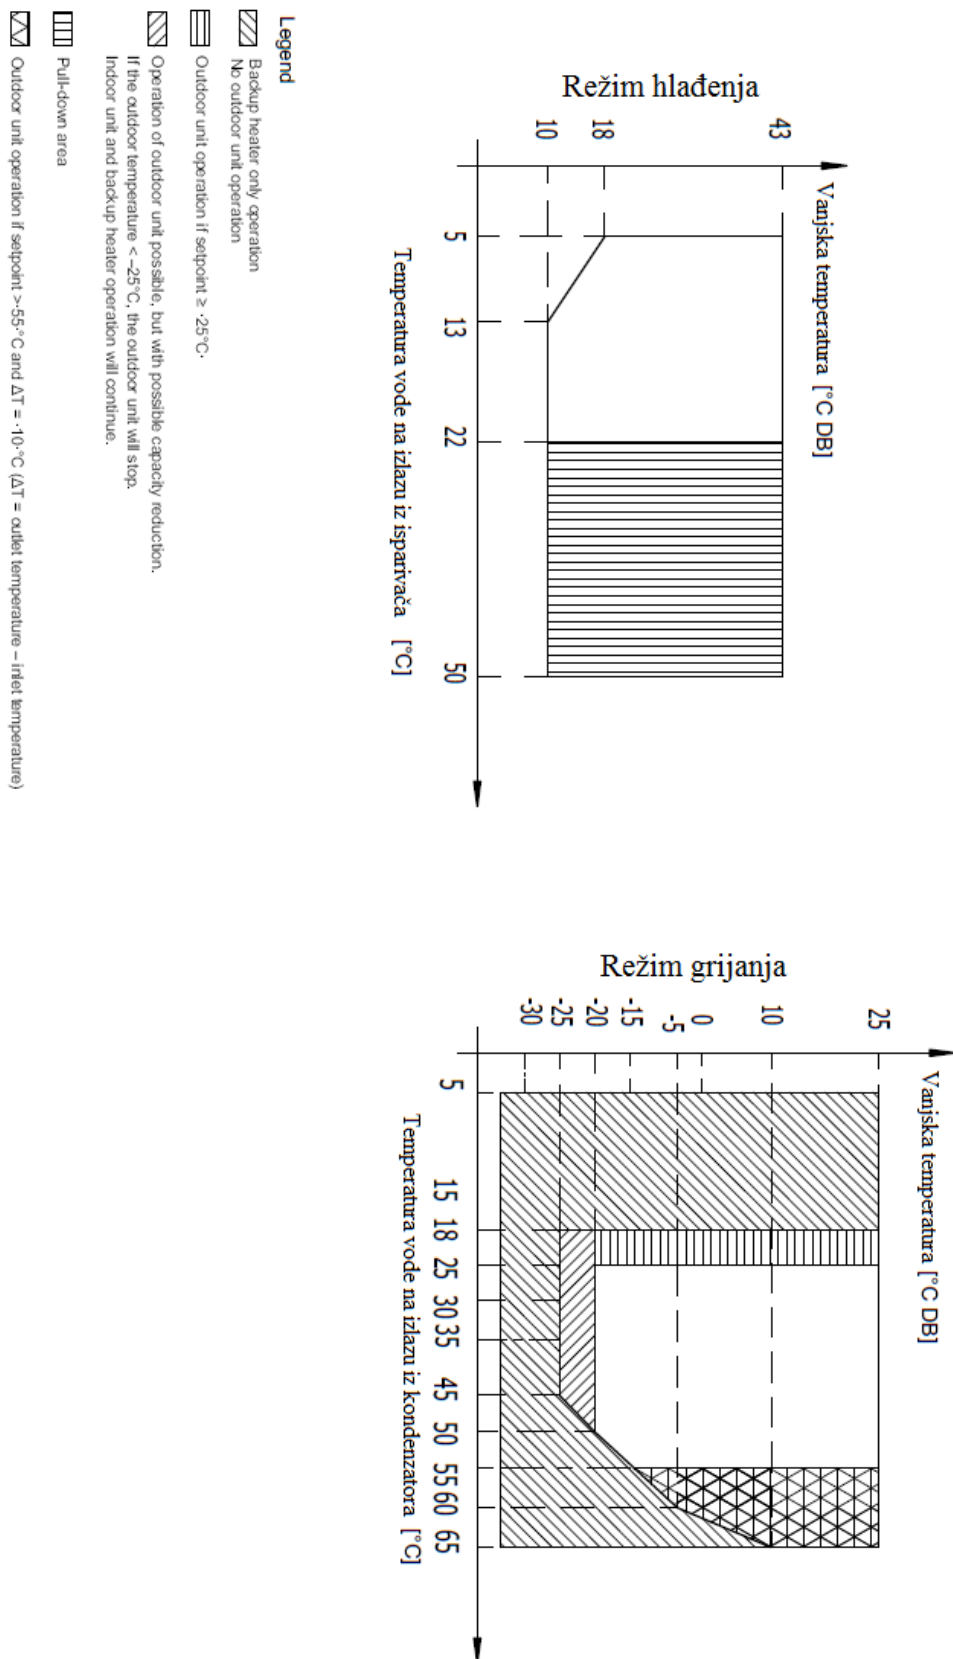 Režim hlađenja
Vanjska temperatura [°C DB]
43
18
10
5
13
22
50
Temperatura vode na izlazu iz isparivača [°C]
Režim grijanja
Vanjska temperatura [°C DB]
25
10
0
-5
-15
-20
-25
-30
5
15
18
25
30
35
45
50
55
60
65
Temperatura vode na izlazu iz kondenzatora [°C]
Legend
Backup heater only operation
No outdoor unit operation
Outdoor unit operation if setpoint ≥ ·25°C·
Operation of outdoor unit possible, but with possible capacity reduction.
If the outdoor temperature < –25°C, the outdoor unit will stop.
Indoor unit and backup heater operation will continue.
Pull-down area
Outdoor unit operation if setpoint >·55·°C and ΔT = ·10·°C (ΔT = outlet temperature – inlet temperature)